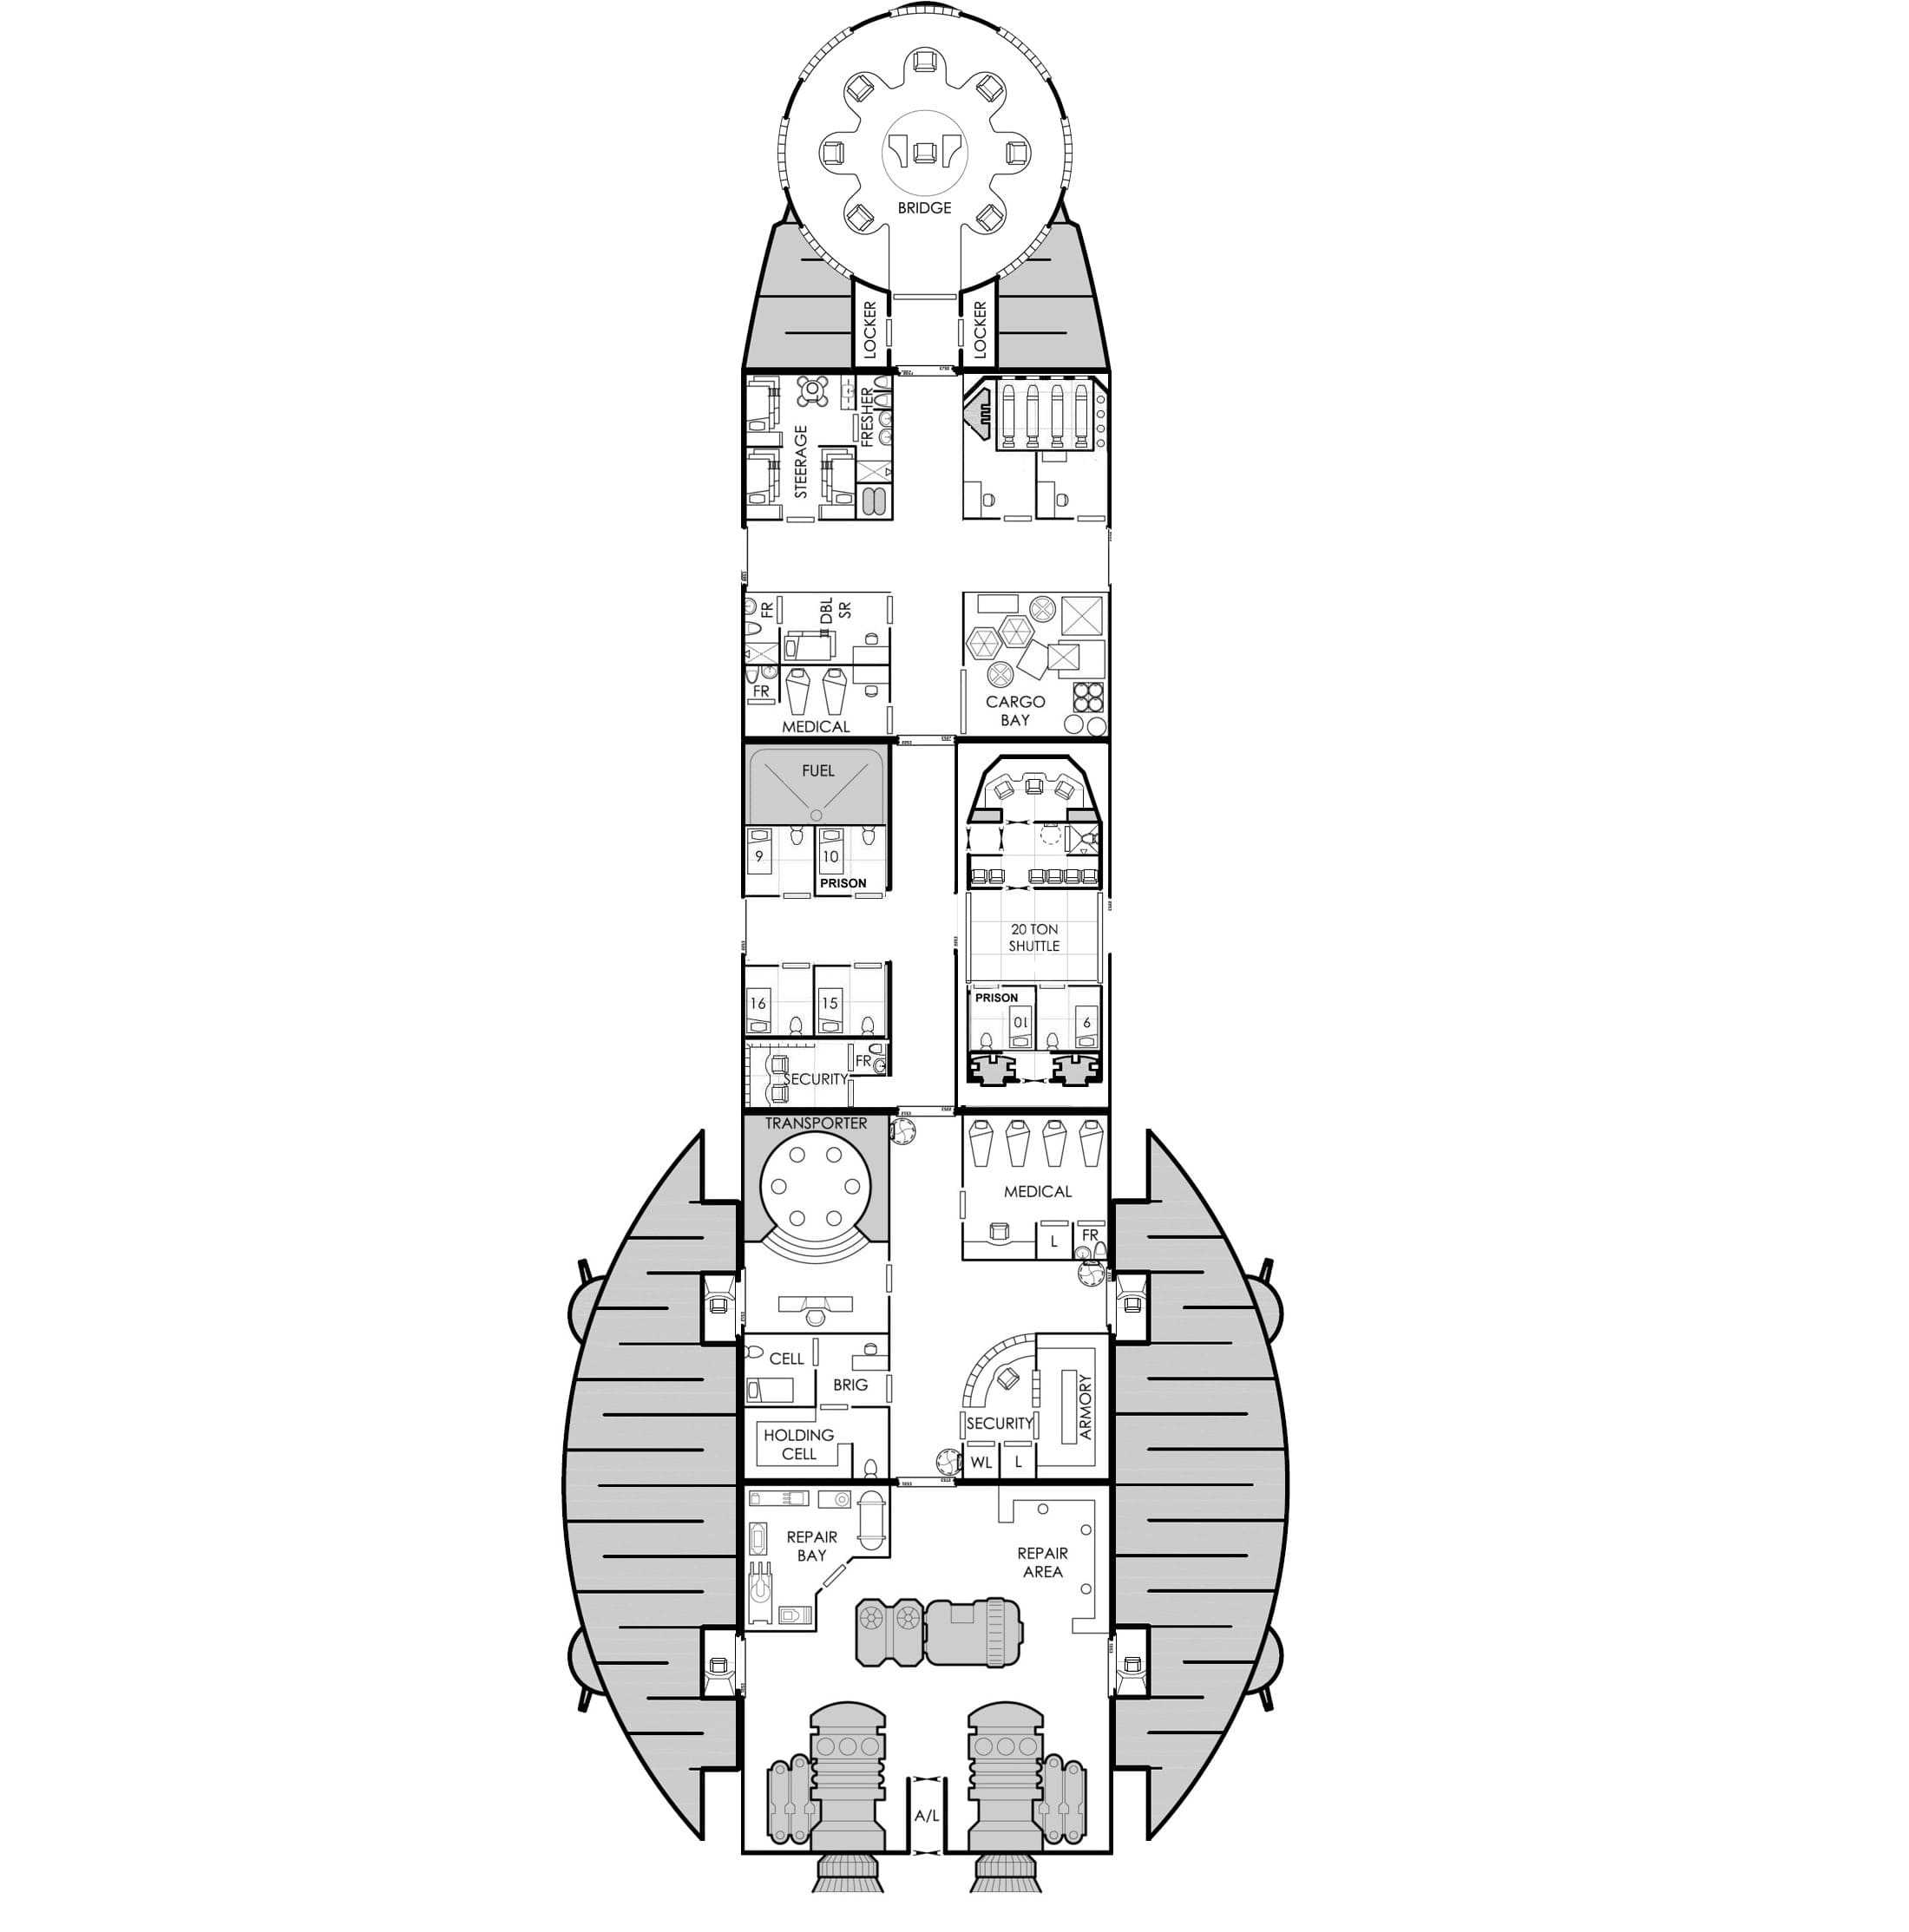 BRIDGE
LOCKER
LOCKER
STEERAGE
FRESHER
FR
DBL
SR
FR
MEDICAL
CARGO
BAY
FUEL
9
10
PRISON
20 TON
SHUTTLE
16
15
PRISON
10
9
SECURITY
FR
TRANSPORTER
MEDICAL
L
FR
CELL
BRIG
HOLDING
CELL
SECURITY
ARMORY
WL
L
REPAIR
BAY
REPAIR
AREA
A/L